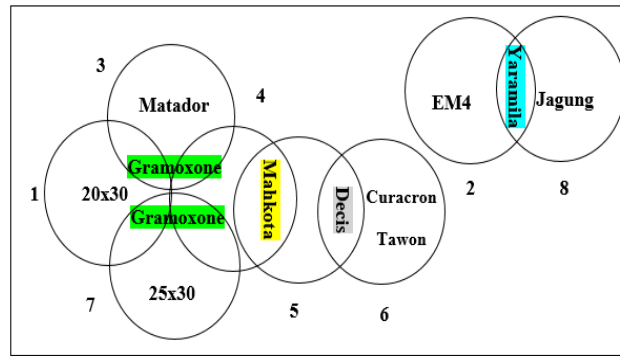 3
Matador
4
EM4
Yaramila
Jagung
Gramoxone
Mahkota
Decis
Curacron
1
20x30
2
8
Gramoxone
Tawon
25x30
7
5
6